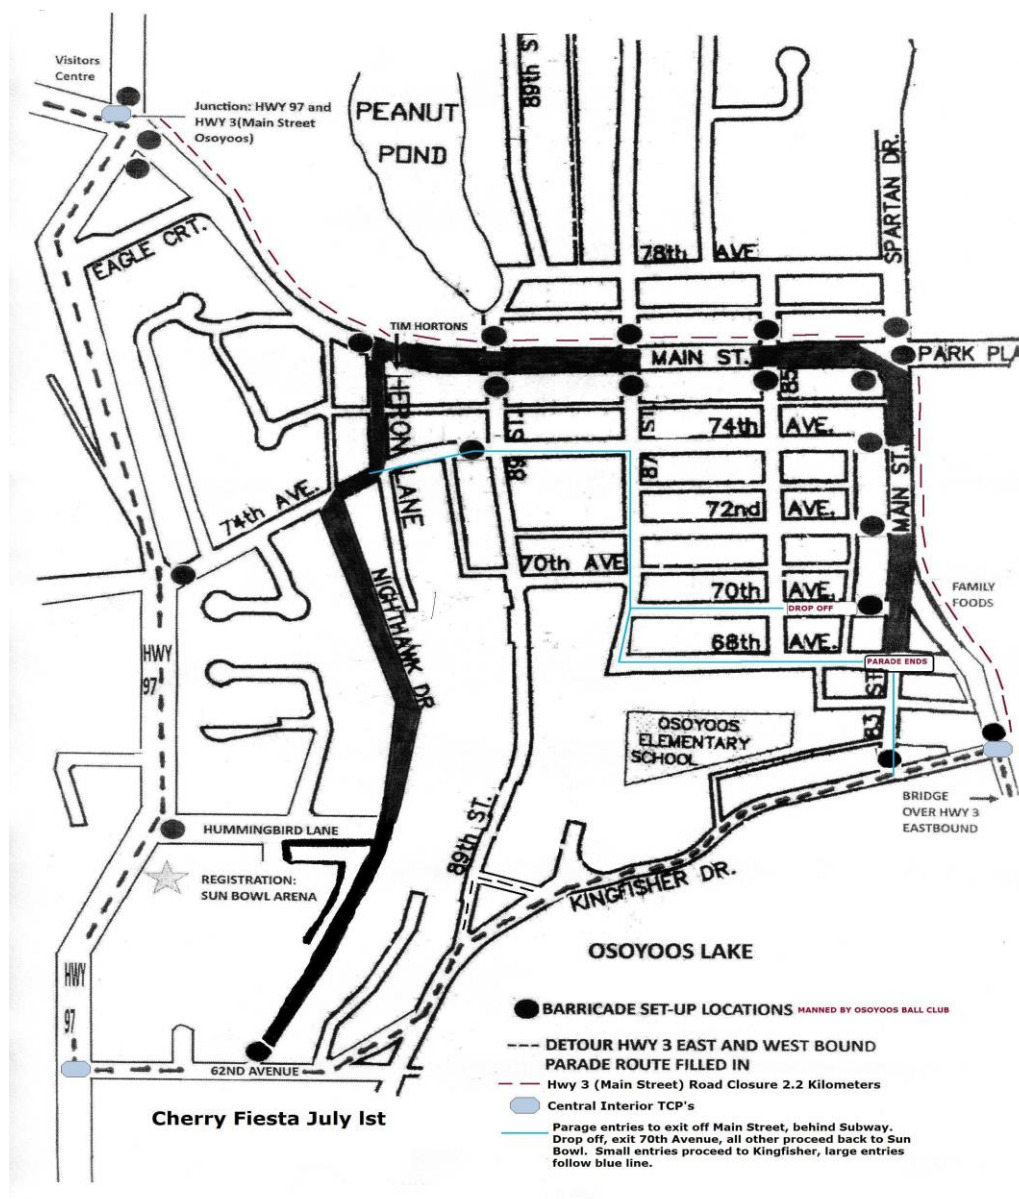 Visitors
Centre
Junction: HWY 97 and
HWY 3(Main Street
Osoyoos)
PEANUT
POND
89th S
SPARTAN DR.
EAGLE CRT.
78th AVE
TIM HORTONS
MAIN ST.
PARK PLA
HERON LANE
85
74th AVE.
89 ST.
87
ST.
74th AVE.
MAIN ST.
72nd AVE.
NIGHTHAWK DR
70th AVE
70th AVE.
FAMILY
FOODS
DROP OFF
68th AVE.
HWY
97
PARADE ENDS
83 ST
OSOYOOS
ELEMENTARY
SCHOOL
BRIDGE
OVER HWY 3
EASTBOUND
HUMMINGBIRD LANE
89th ST.
REGISTRATION:
SUN BOWL ARENA
KINGFISHER DR.
OSOYOOS LAKE
HWY
97
BARRICADE SET-UP LOCATIONS MANNED BY OSOYOOS BALL CLUB
DETOUR HWY 3 EAST AND WEST BOUND
PARADE ROUTE FILLED IN
62ND AVENUE
Hwy 3 (Main Street) Road Closure 2.2 Kilometers
Central Interior TCP's
Cherry Fiesta July lst
Parage entries to exit off Main Street, behind Subway.
Drop off, exit 70th Avenue, all other proceed back to Sun
Bowl.  Small entries proceed to Kingfisher, large entries
follow blue line.